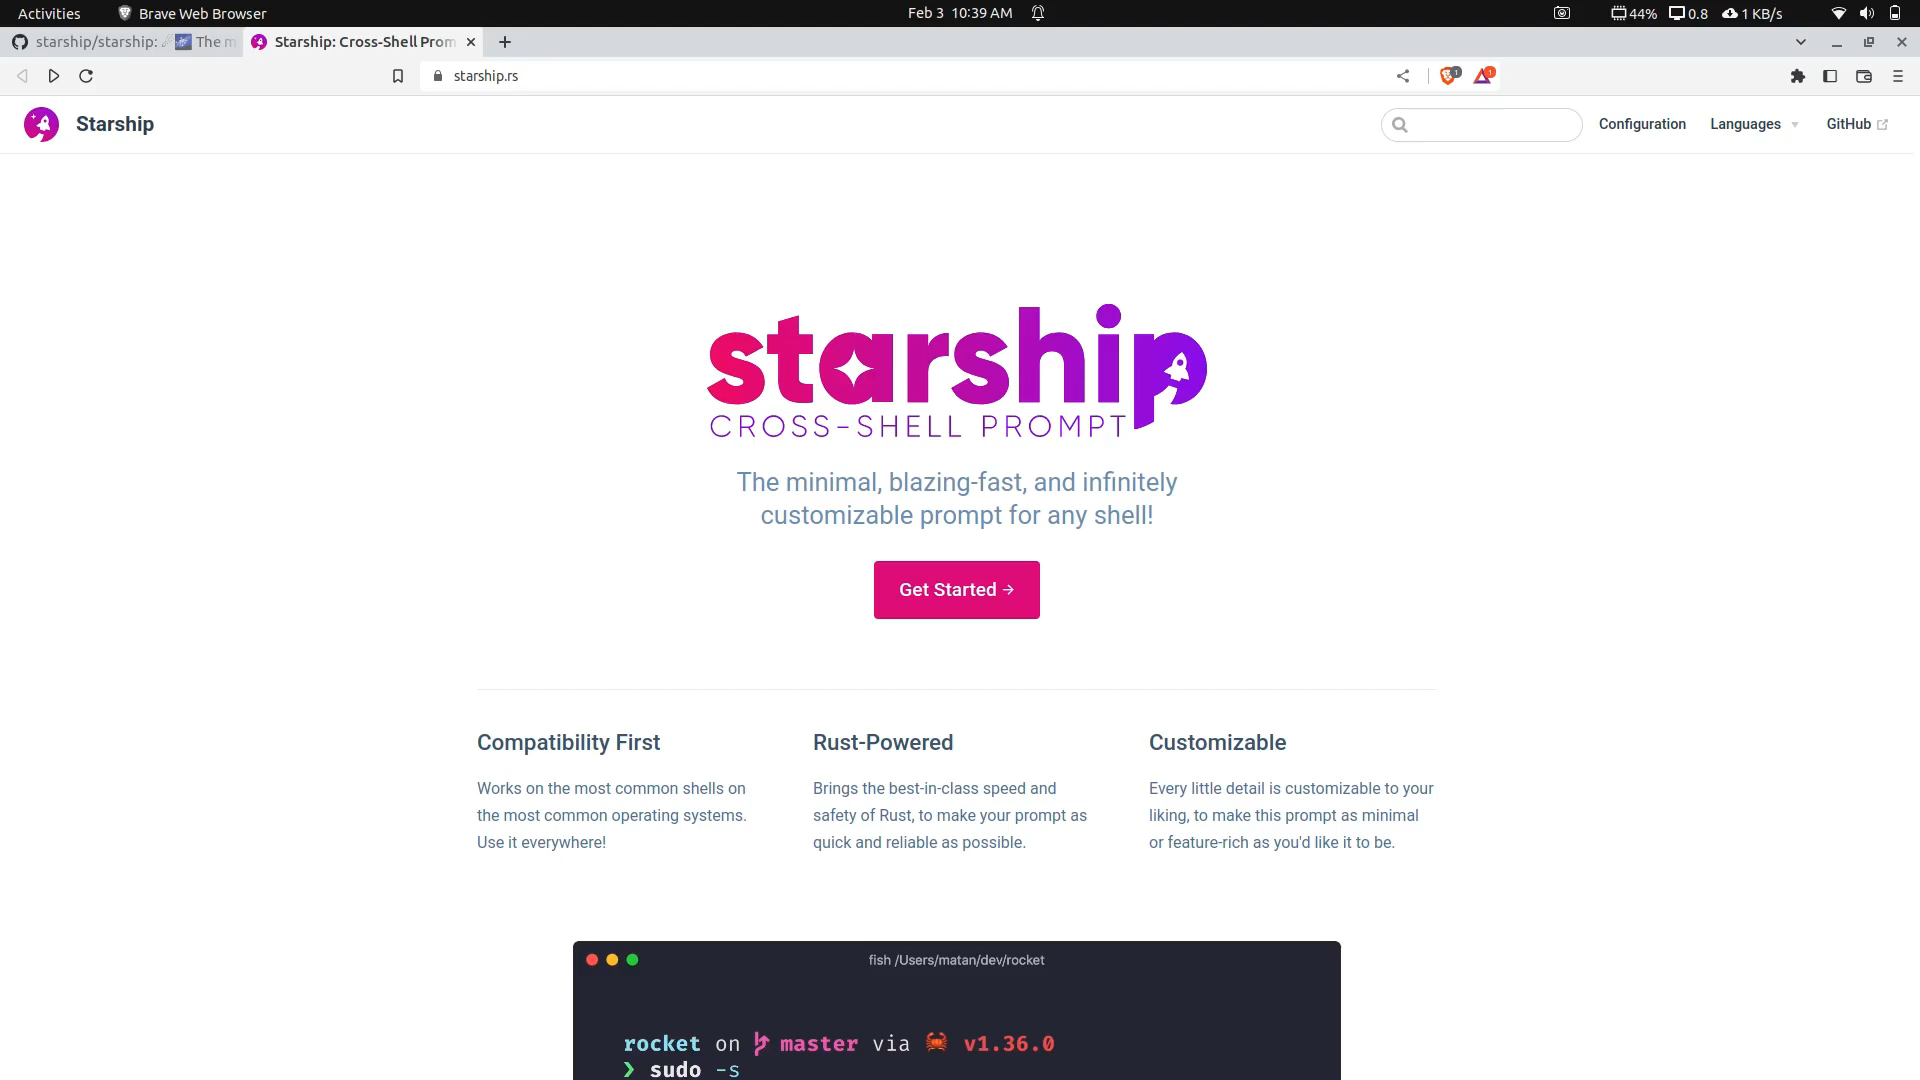 Activities
Brave Web Browser
Feb 3 10:39 AM
44%
0.8
1 KB/s
starship/starship:
The m
Starship: Cross-Shell Prom
starship.rs
1
1
Starship
Configuration
Languages
GitHub
starship
CROSS-SHELL PROMPT
The minimal, blazing-fast, and infinitely
customizable prompt for any shell!
Get Started →
Compatibility First
Works on the most common shells on
the most common operating systems.
Use it everywhere!
Rust-Powered
Brings the best-in-class speed and
safety of Rust, to make your prompt as
quick and reliable as possible.
Customizable
Every little detail is customizable to your
liking, to make this prompt as minimal
or feature-rich as you'd like it to be.
fish /Users/matan/dev/rocket
rocket on master via 🦀 v1.36.0
❯ sudo -s